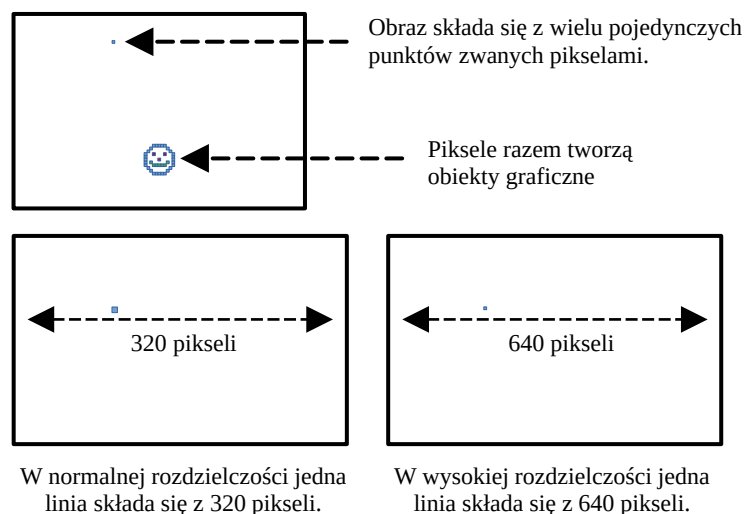 Obraz składa się z wielu pojedynczych
punktów zwanych pikselami.
Piksele razem tworzą
obiekty graficzne
320 pikseli
640 pikseli
W normalnej rozdzielczości jedna
linia składa się z 320 pikseli.
W wysokiej rozdzielczości jedna
linia składa się z 640 pikseli.